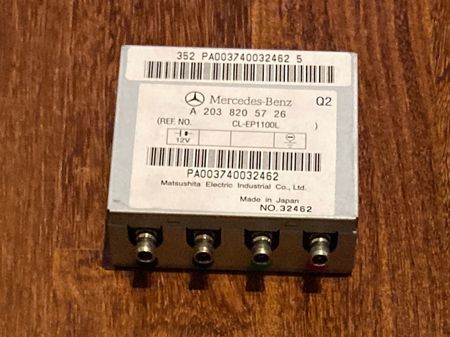 352 PA003740032462 5
Mercedes-Benz Q2
A 203 820 57 26
(REF. NO. CL-EP1100L )
12V
PA003740032462
Matsushita Electric Industrial Co., Ltd.
Made in Japan
NO.32462